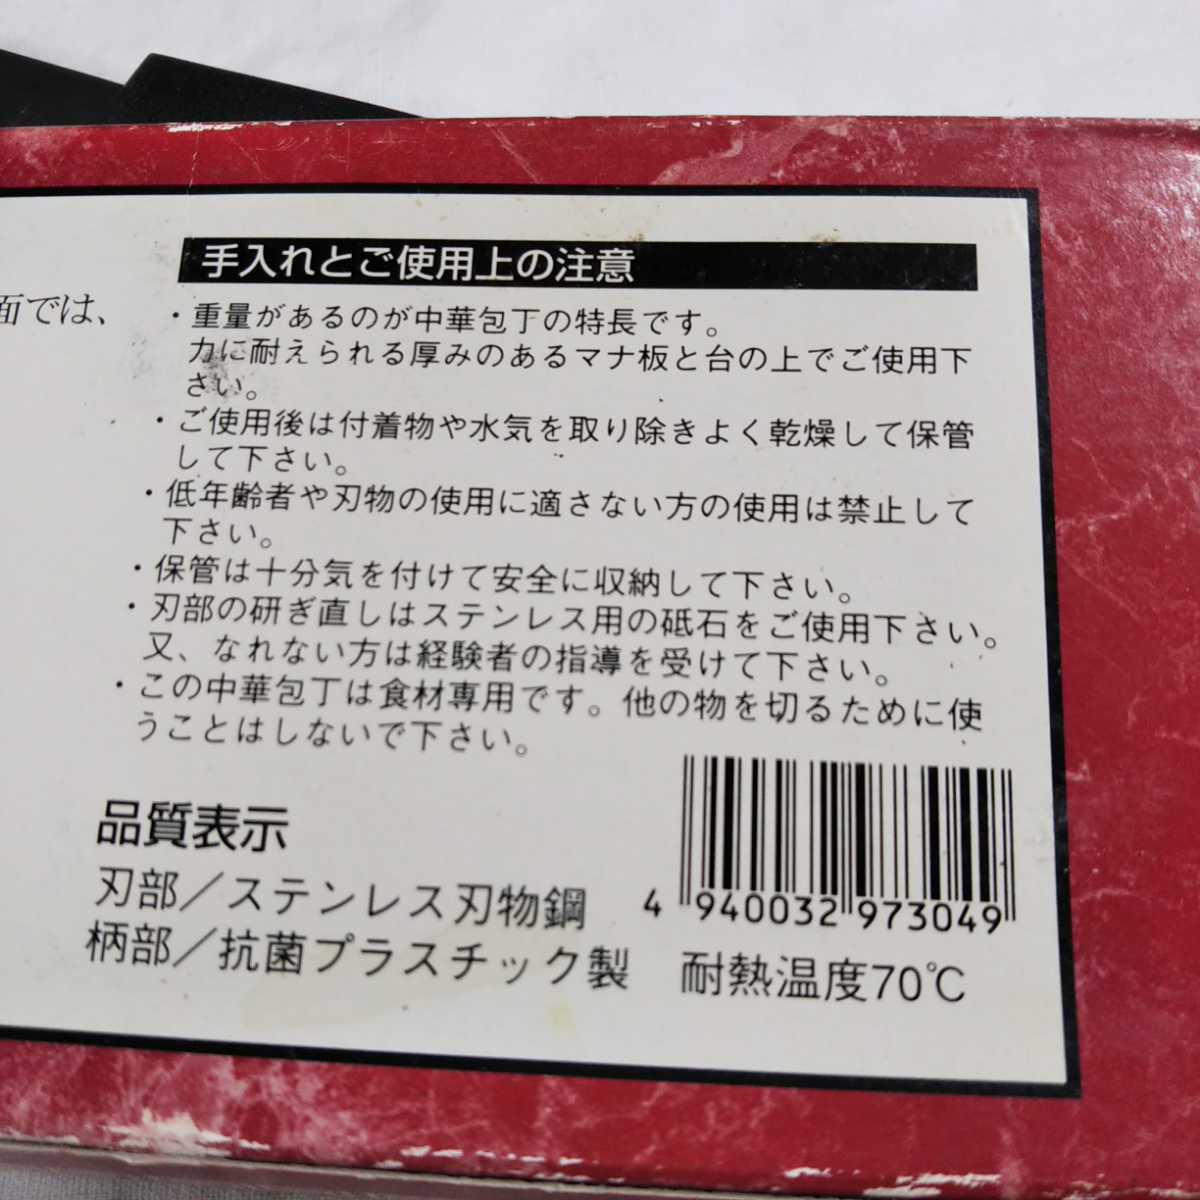 面では、
手入れとご使用上の注意
・重量があるのが中華包丁の特長です。
力に耐えられる厚みのあるマナ板と台の上でご使用下
さい。
・ご使用後は付着物や水気を取り除きよく乾燥して保管
して下さい。
・低年齢者や刃物の使用に適さない方の使用は禁止して
下さい。
・保管は十分気を付けて安全に収納して下さい。
・刃部の研ぎ直しはステンレス用の砥石をご使用下さい。
又、なれない方は経験者の指導を受けて下さい。
・この中華包丁は食材専用です。他の物を切るために使
うことはしないで下さい。
品質表示
刃部／ステンレス刃物鋼
柄部／抗菌プラスチック製
4 940032 973049
耐熱温度70℃